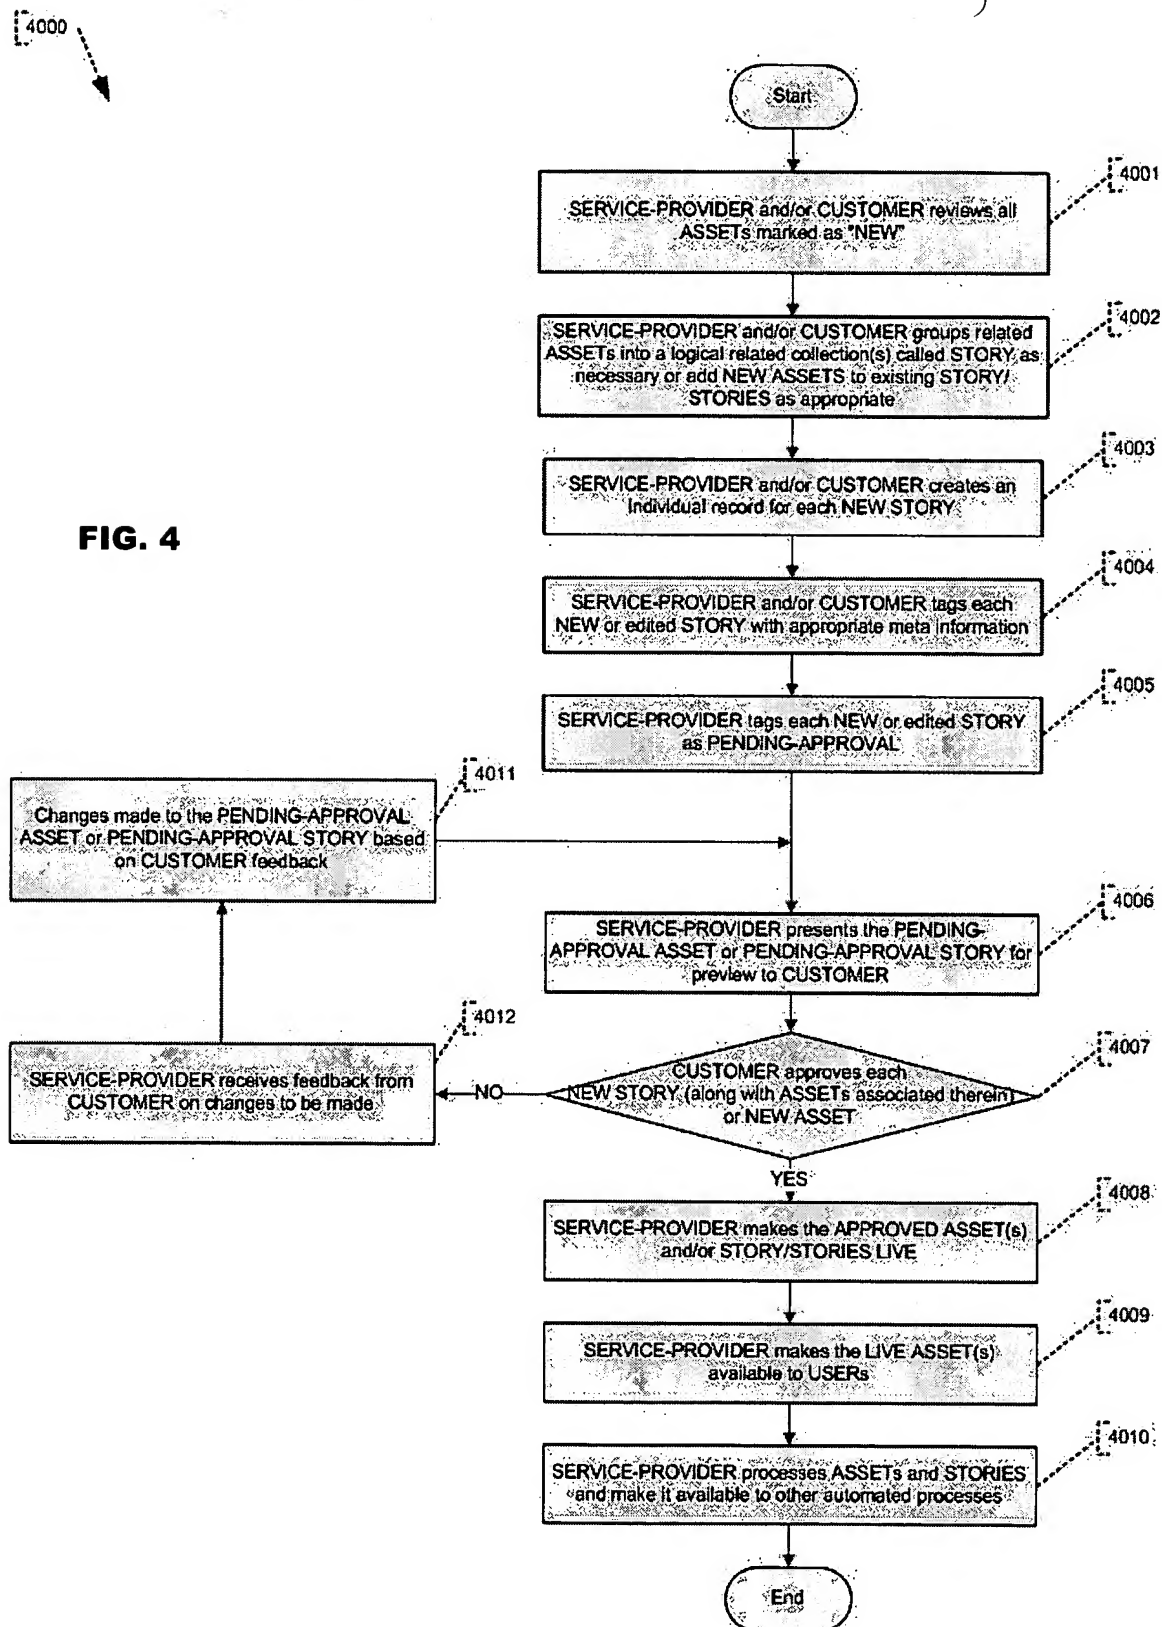 4000
Start
4001
SERVICE-PROVIDER and/or CUSTOMER reviews all
ASSETs marked as "NEW"
4002
SERVICE-PROVIDER and/or CUSTOMER groups related
ASSETs into a logical related collection(s) called STORY as
necessary or add NEW ASSETS to existing STORY/
STORIES as appropriate
4003
SERVICE-PROVIDER and/or CUSTOMER creates an
individual record for each NEW STORY
FIG. 4
4004
SERVICE-PROVIDER and/or CUSTOMER tags each
NEW or edited STORY with appropriate meta information
4005
SERVICE-PROVIDER tags each NEW or edited STORY
as PENDING-APPROVAL
4011
Changes made to the PENDING-APPROVAL
ASSET or PENDING-APPROVAL STORY based
on CUSTOMER feedback
4006
SERVICE-PROVIDER presents the PENDING-
APPROVAL ASSET or PENDING-APPROVAL STORY for
preview to CUSTOMER
4012
SERVICE-PROVIDER receives feedback from
CUSTOMER on changes to be made
NO
4007
CUSTOMER approves each
NEW STORY (along with ASSETs associated therein)
or NEW ASSET
YES
4008
SERVICE-PROVIDER makes the APPROVED ASSET(s)
and/or STORY/STORIES LIVE
4009
SERVICE-PROVIDER makes the LIVE ASSET(s)
available to USERs
4010
SERVICE-PROVIDER processes ASSETs and STORIES
and make it available to other automated processes
End